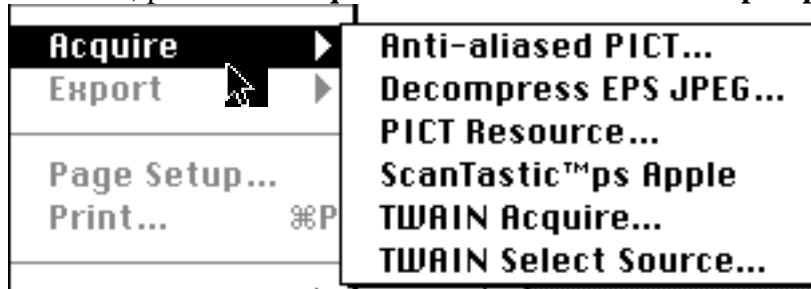 Acquire
Export
Page Setup...
Print... ⌘P
Anti-aliased PICT...
Decompress EPS JPEG...
PICT Resource...
ScanTastic™ps Apple
TWAIN Acquire...
TWAIN Select Source...